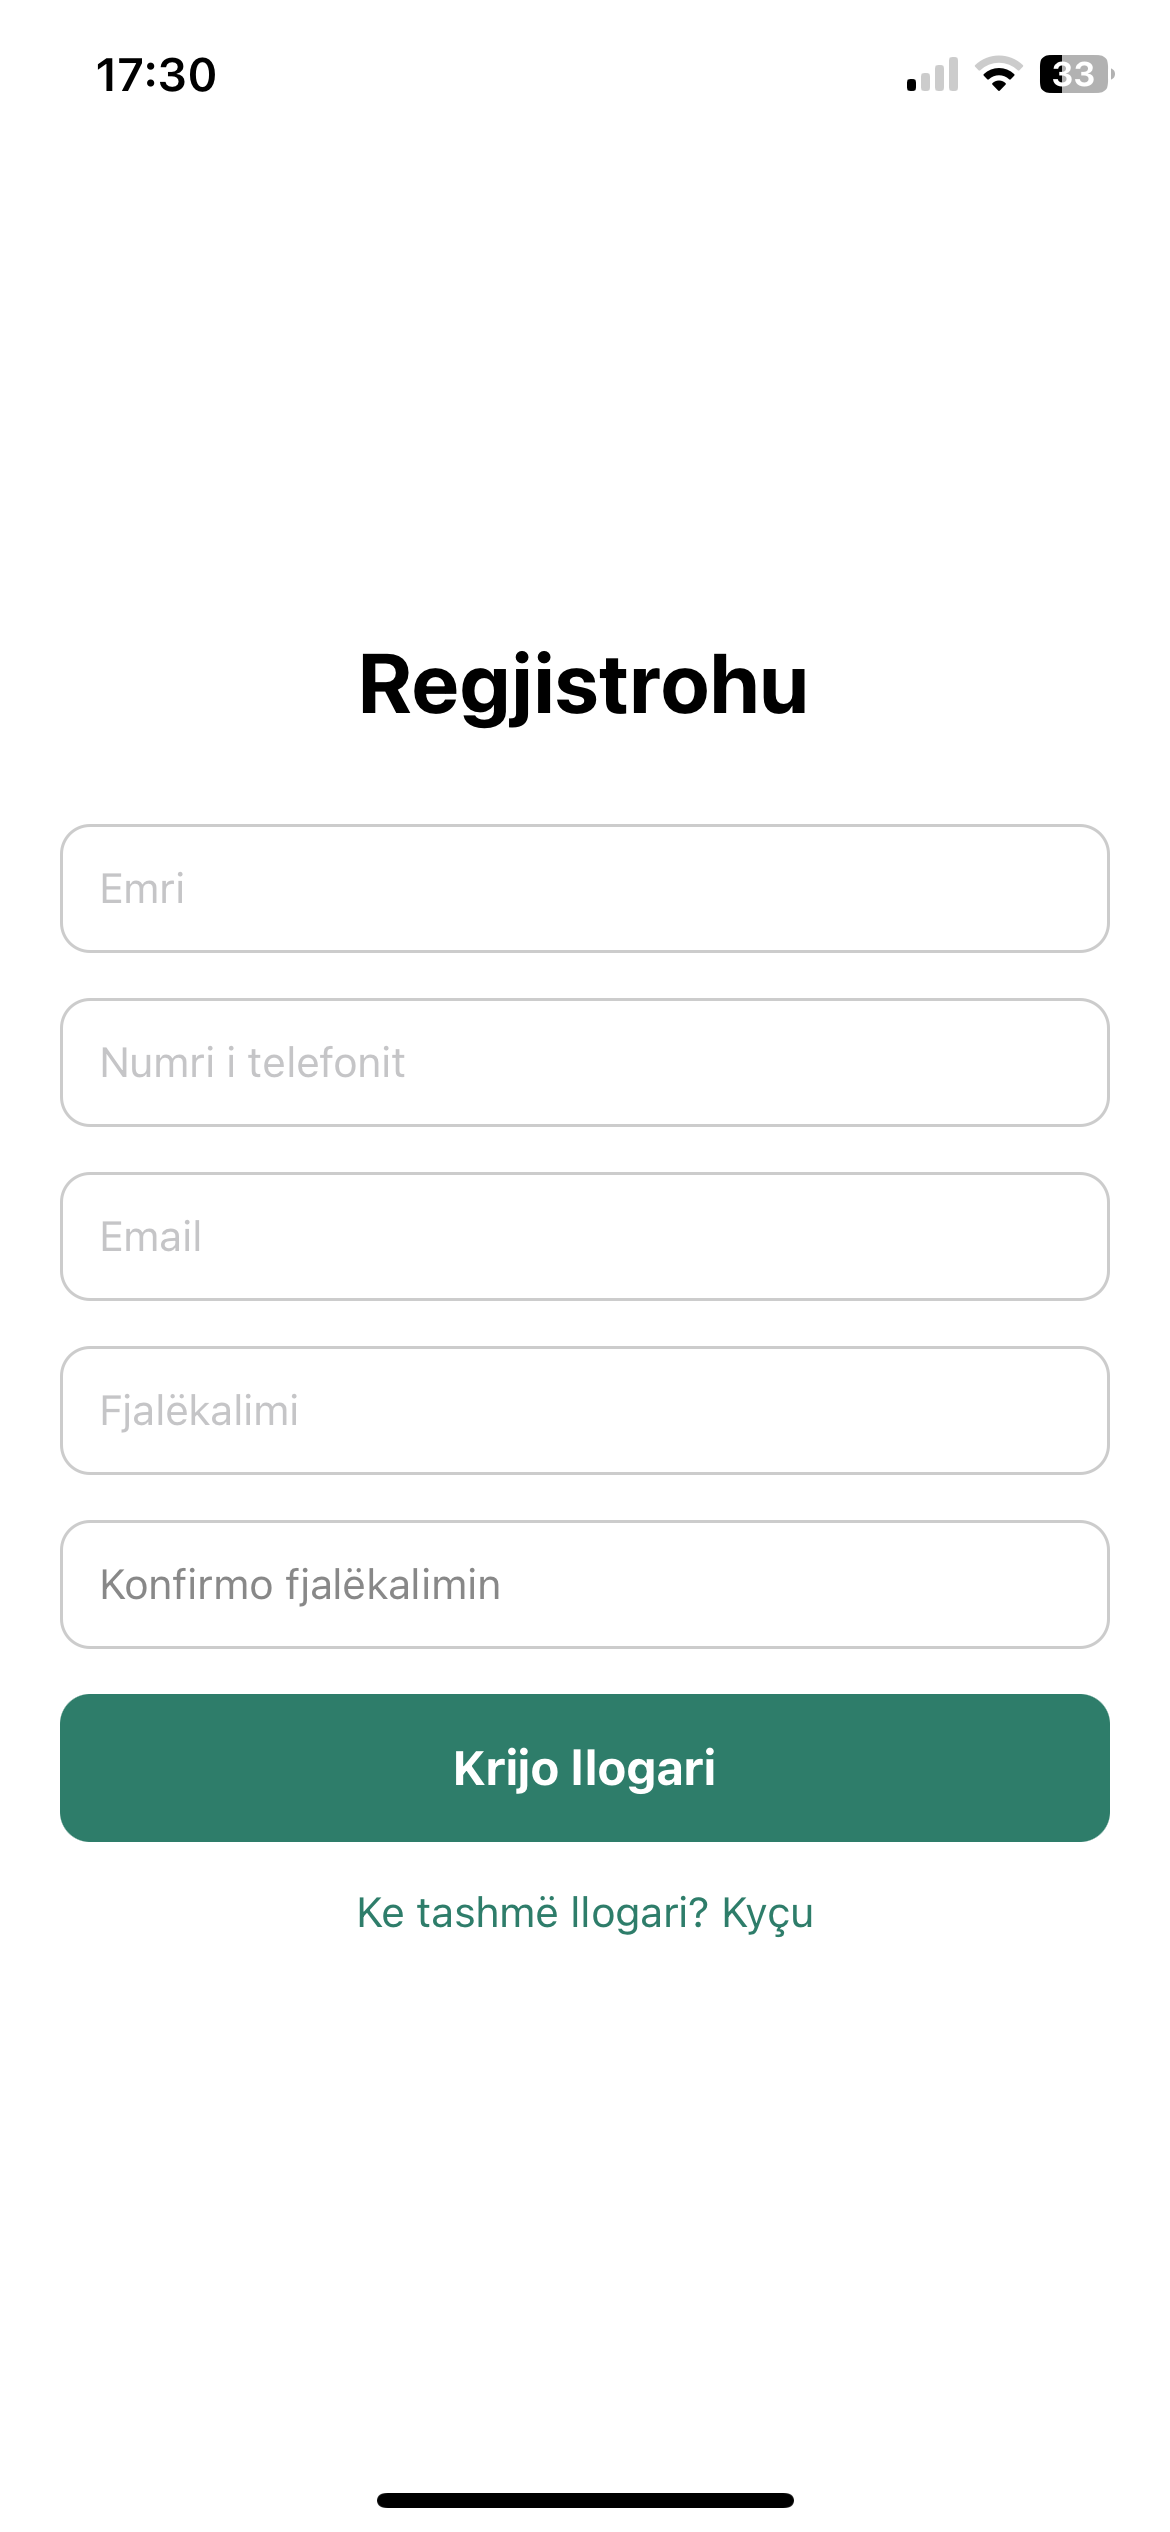 17:30
33
Regjistrohu
Emri
Numri i telefonit
Email
Fjalëkalimi
Konfirmo fjalëkalimin
Krijo llogari
Ke tashmë llogari? Kyçu